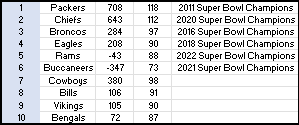 1 Packers 708 118 2011 Super Bowl Champions
2 Chiefs 643 112 2020 Super Bowl Champions
3 Broncos 284 97 2016 Super Bowl Champions
4 Eagles 208 90 2018 Super Bowl Champions
5 Rams -43 88 2022 Super Bowl Champions
6 Buccaneers -347 73 2021 Super Bowl Champions
7 Cowboys 380 98
8 Bills 106 91
9 Vikings 105 90
10 Bengals 72 87